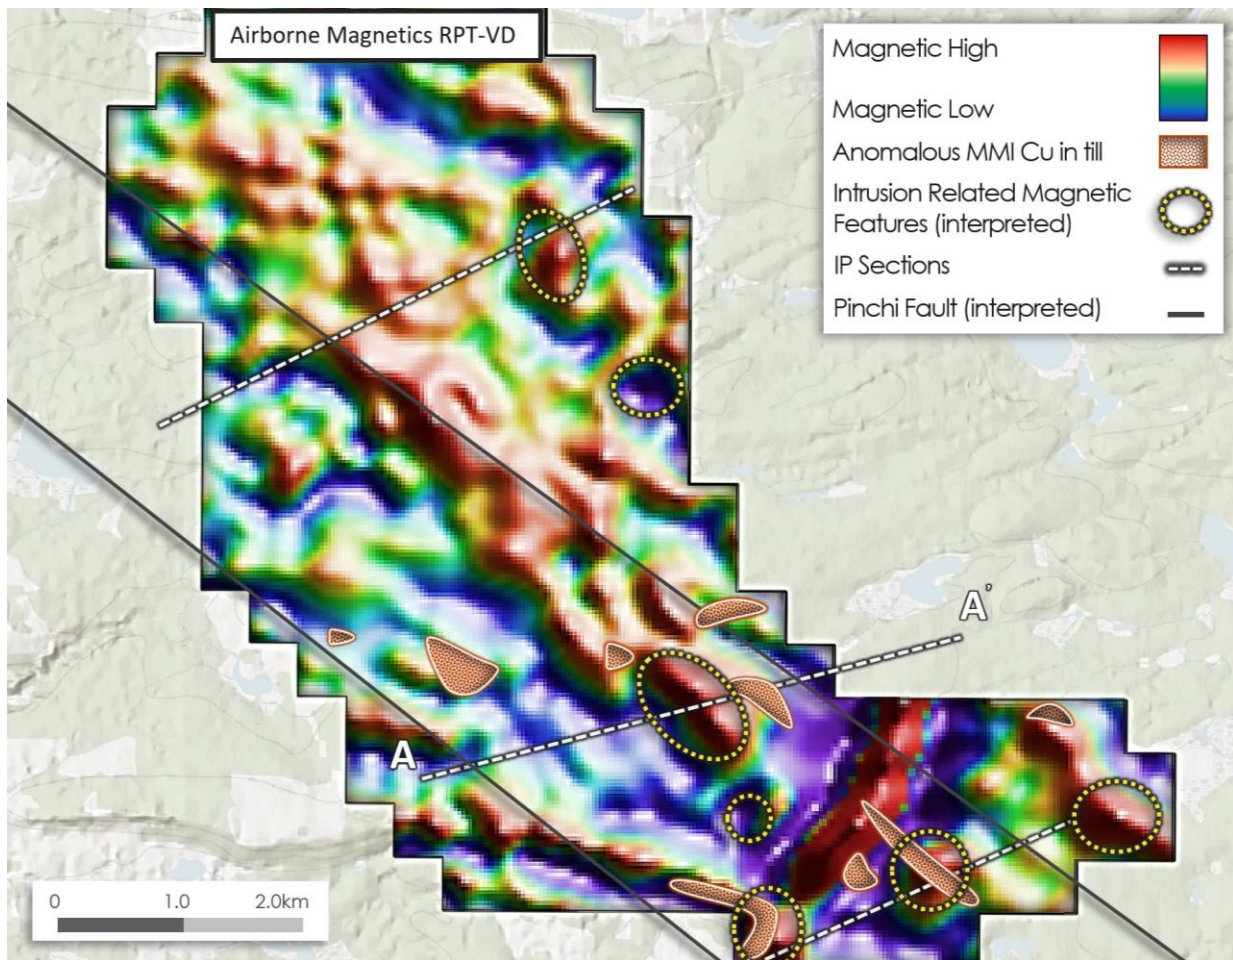 Airborne Magnetics RPT-VD
Magnetic High
Magnetic Low
Anomalous MMI Cu in till
Intrusion Related Magnetic
Features (interpreted)
IP Sections
Pinchi Fault (interpreted)
A'
A
0 1.0 2.0km